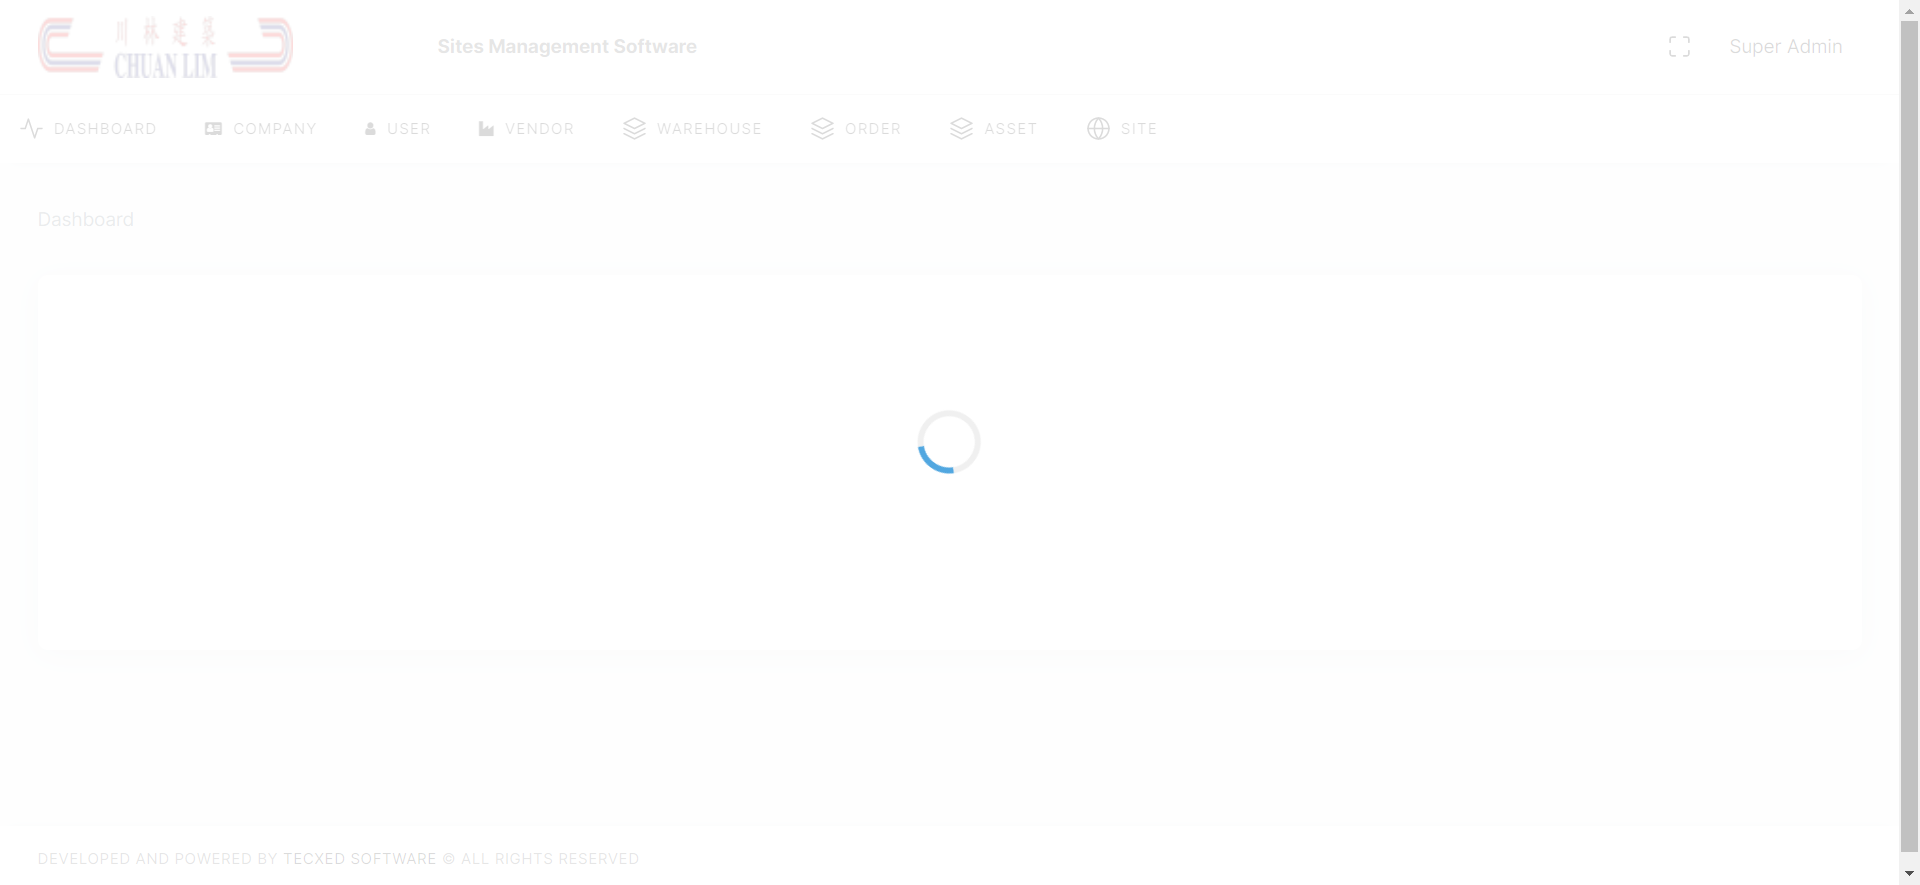 川林建築
CHUAN LIM
Sites Management Software
Super Admin
DASHBOARD COMPANY USER VENDOR WAREHOUSE ORDER ASSET SITE
Dashboard
DEVELOPED AND POWERED BY TECXED SOFTWARE © ALL RIGHTS RESERVED